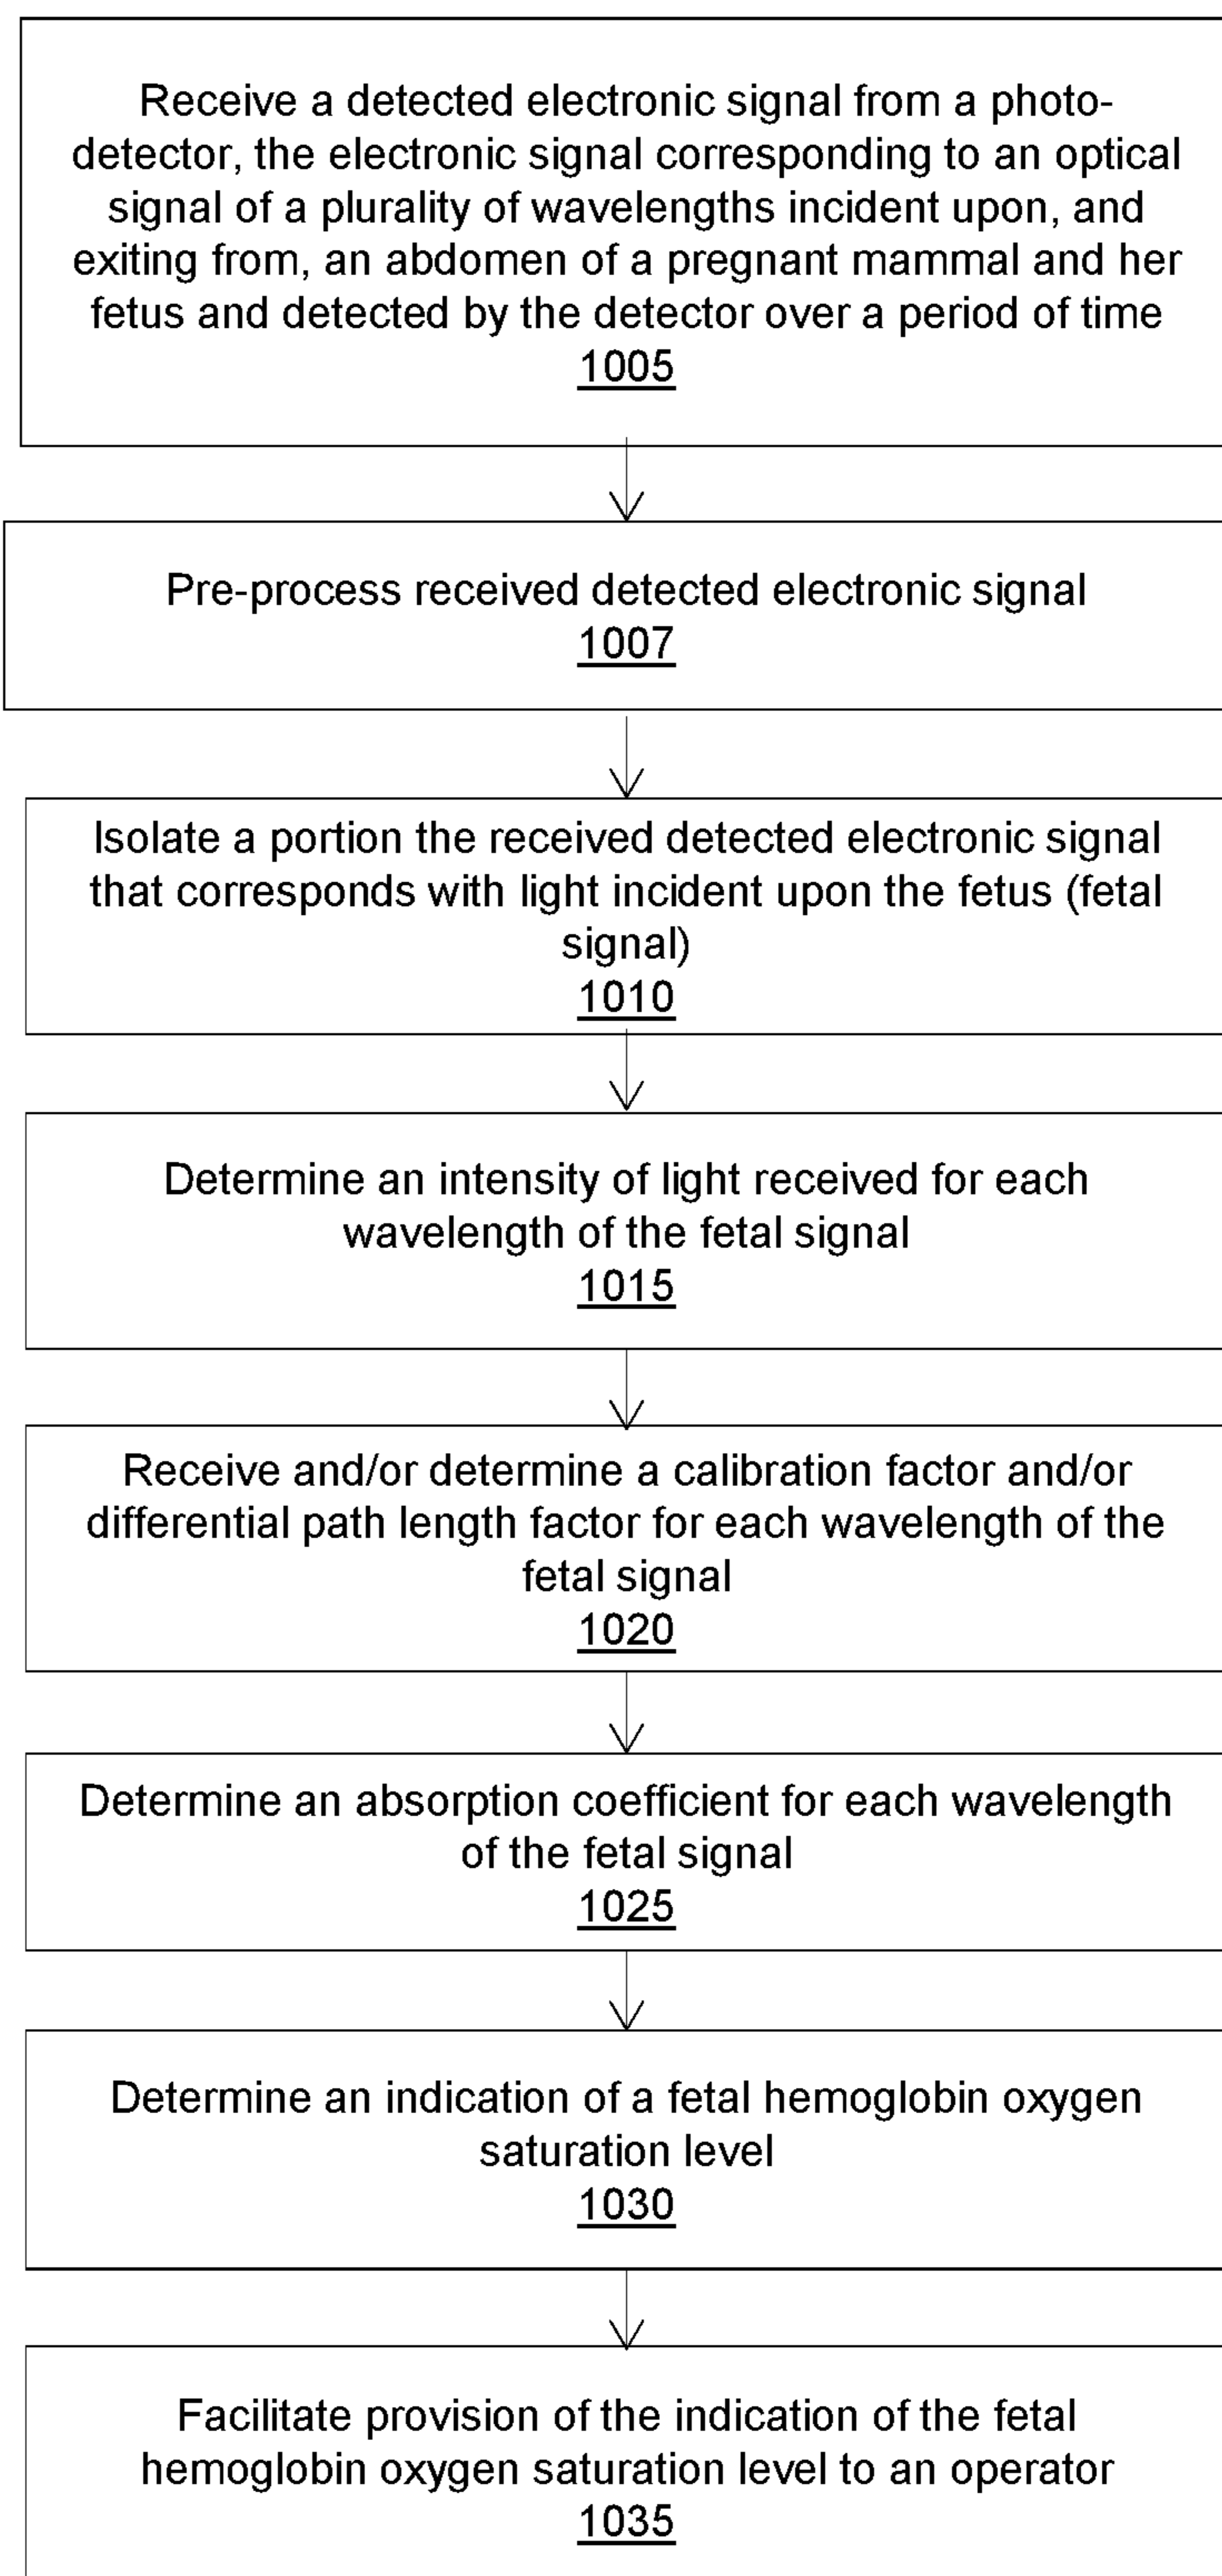 Receive a detected electronic signal from a photo-
detector, the electronic signal corresponding to an optical
signal of a plurality of wavelengths incident upon, and
exiting from, an abdomen of a pregnant mammal and her
fetus and detected by the detector over a period of time
1005
Pre-process received detected electronic signal
1007
Isolate a portion the received detected electronic signal
that corresponds with light incident upon the fetus (fetal
signal)
1010
Determine an intensity of light received for each
wavelength of the fetal signal
1015
Receive and/or determine a calibration factor and/or
differential path length factor for each wavelength of the
fetal signal
1020
Determine an absorption coefficient for each wavelength
of the fetal signal
1025
Determine an indication of a fetal hemoglobin oxygen
saturation level
1030
Facilitate provision of the indication of the fetal
hemoglobin oxygen saturation level to an operator
1035